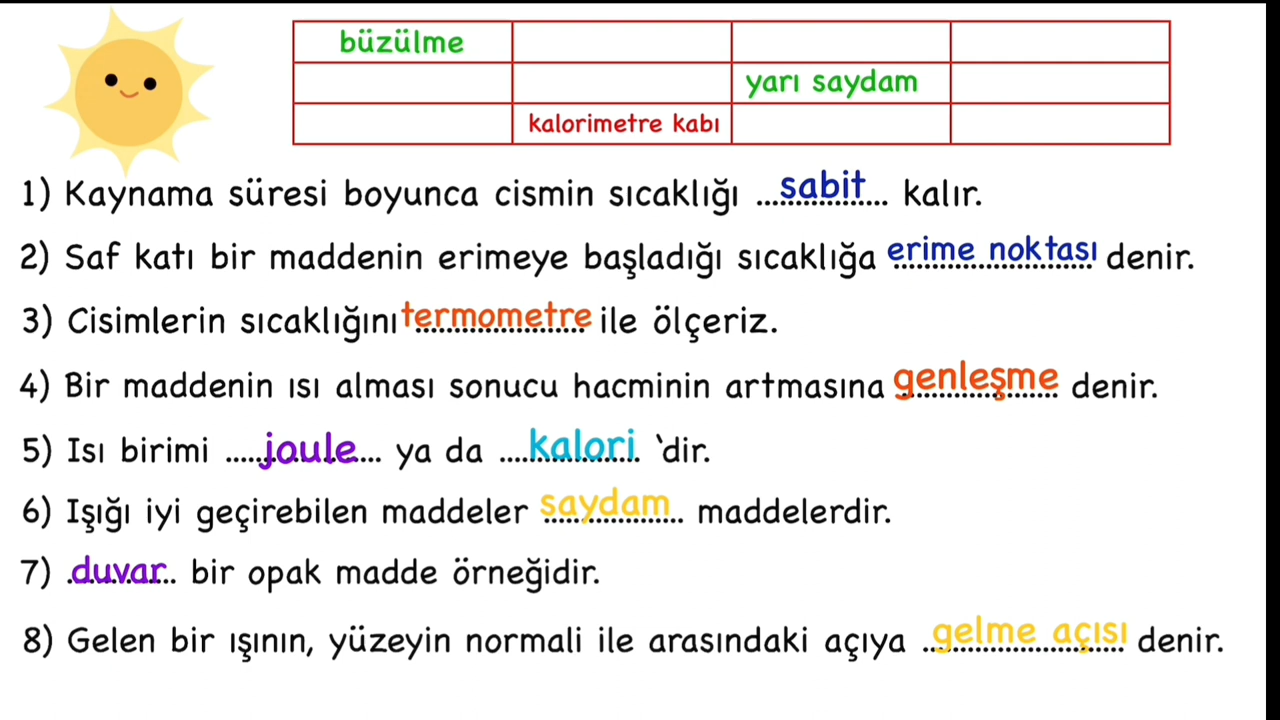 büzülme
yarı saydam
kalorimetre kabı
1) Kaynama süresi boyunca cismin sıcaklığı ...sabit... kalır.
2) Saf katı bir maddenin erimeye başladığı sıcaklığa erime noktası denir.
3) Cisimlerin sıcaklığını termometre ile ölçeriz.
4) Bir maddenin ısı alması sonucu hacminin artmasına genleşme denir.
5) Isı birimi .....joule... ya da ....kalori. 'dir.
6) Işığı iyi geçirebilen maddeler saydam.. maddelerdir.
7) .duvar.. bir opak madde örneğidir.
8) Gelen bir ışının, yüzeyin normali ile arasındaki açıya ..gelme açısı denir.